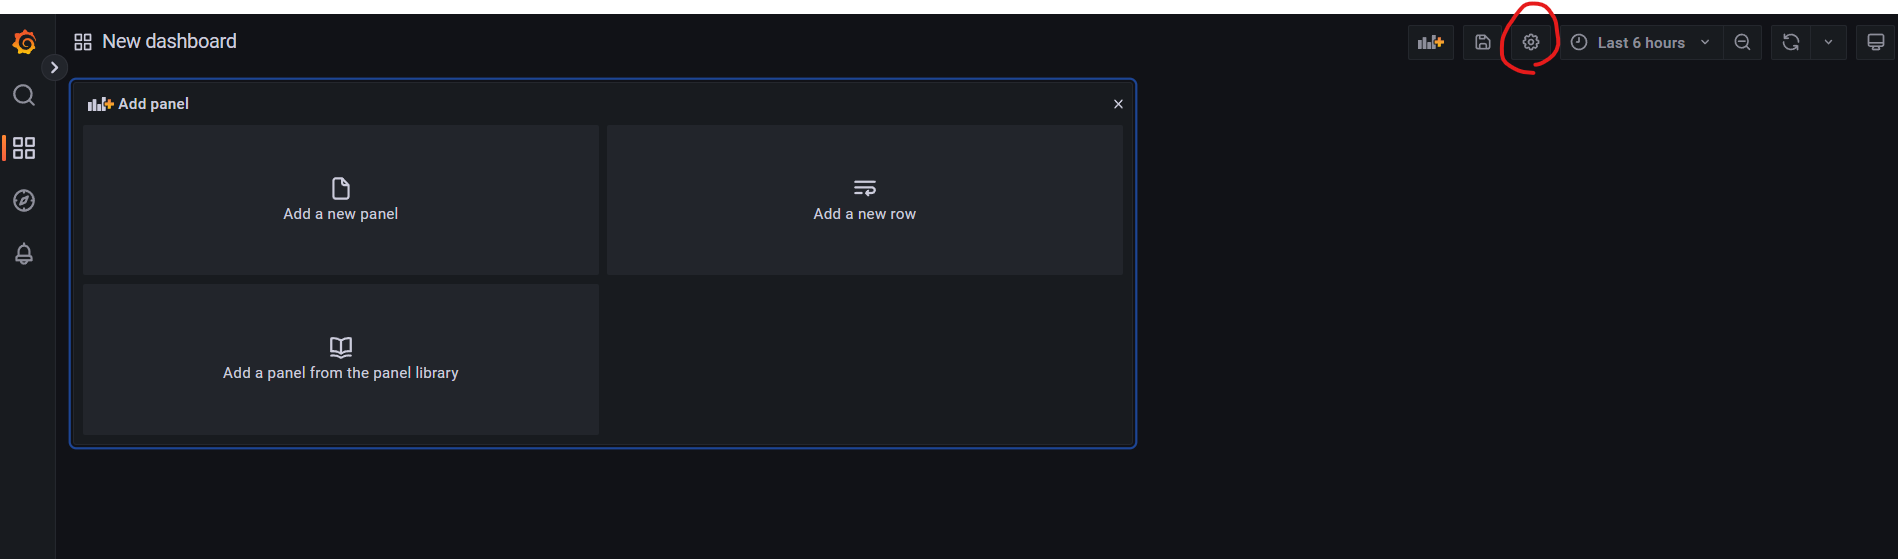 New dashboard
Last 6 hours
Add panel
Add a new panel
Add a new row
Add a panel from the panel library